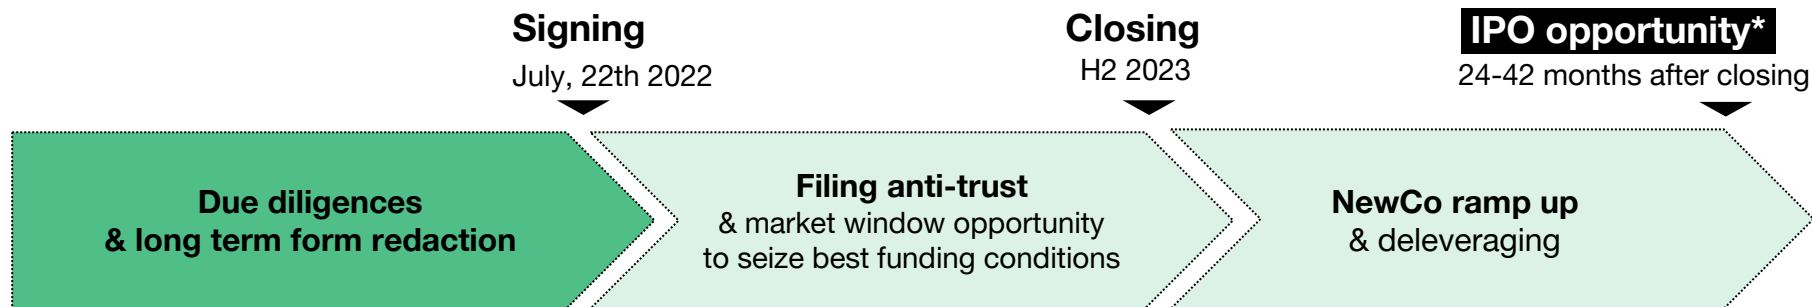 Signing
July, 22th 2022
Closing
H2 2023
IPO opportunity*
24-42 months after closing
Due diligences
& long term form redaction
Filing anti-trust
& market window opportunity
to seize best funding conditions
NewCo ramp up
& deleveraging